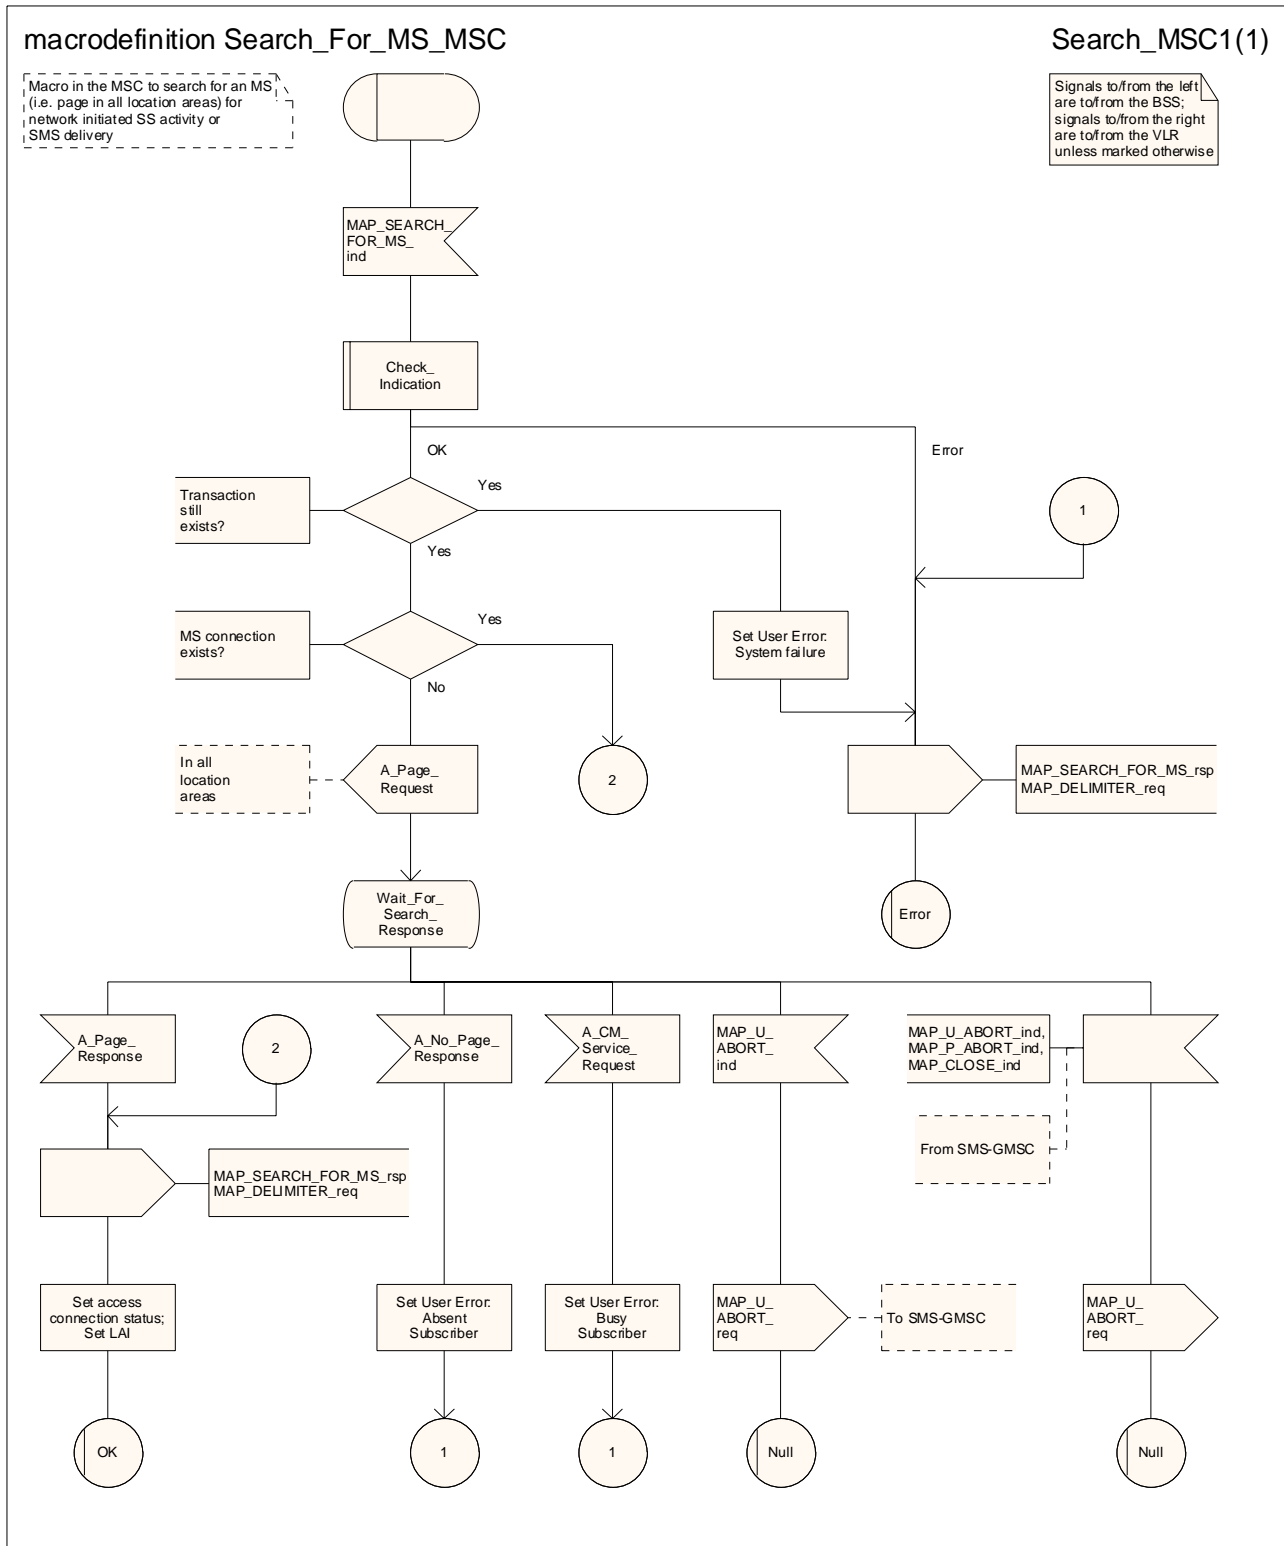 macrodefinition Search_For_MS_MSC
Search_MSC1(1)
Macro in the MSC to search for an MS
(i.e. page in all location areas) for
network initiated SS activity or
SMS delivery
Signals to/from the left
are to/from the BSS;
signals to/from the right
are to/from the VLR
unless marked otherwise
MAP_SEARCH_
FOR_MS_
ind
Check_
Indication
OK
Error
Transaction
still
exists?
Yes
Yes
1
MS connection
exists?
Yes
No
Set User Error:
System failure
In all
location
areas
A_Page_
Request
2
MAP_SEARCH_FOR_MS_rsp
MAP_DELIMITER_req
Wait_For_
Search_
Response
Error
A_Page_
Response
2
A_No_Page_
Response
A_CM_
Service_
Request
MAP_U_
ABORT_
ind
MAP_U_ABORT_ind,
MAP_P_ABORT_ind,
MAP_CLOSE_ind
From SMS-GMSC
MAP_SEARCH_FOR_MS_rsp
MAP_DELIMITER_req
Set access
connection status;
Set LAI
Set User Error:
Absent
Subscriber
Set User Error:
Busy
Subscriber
MAP_U_
ABORT_
req
To SMS-GMSC
MAP_U_
ABORT_
req
OK
1
1
Null
Null